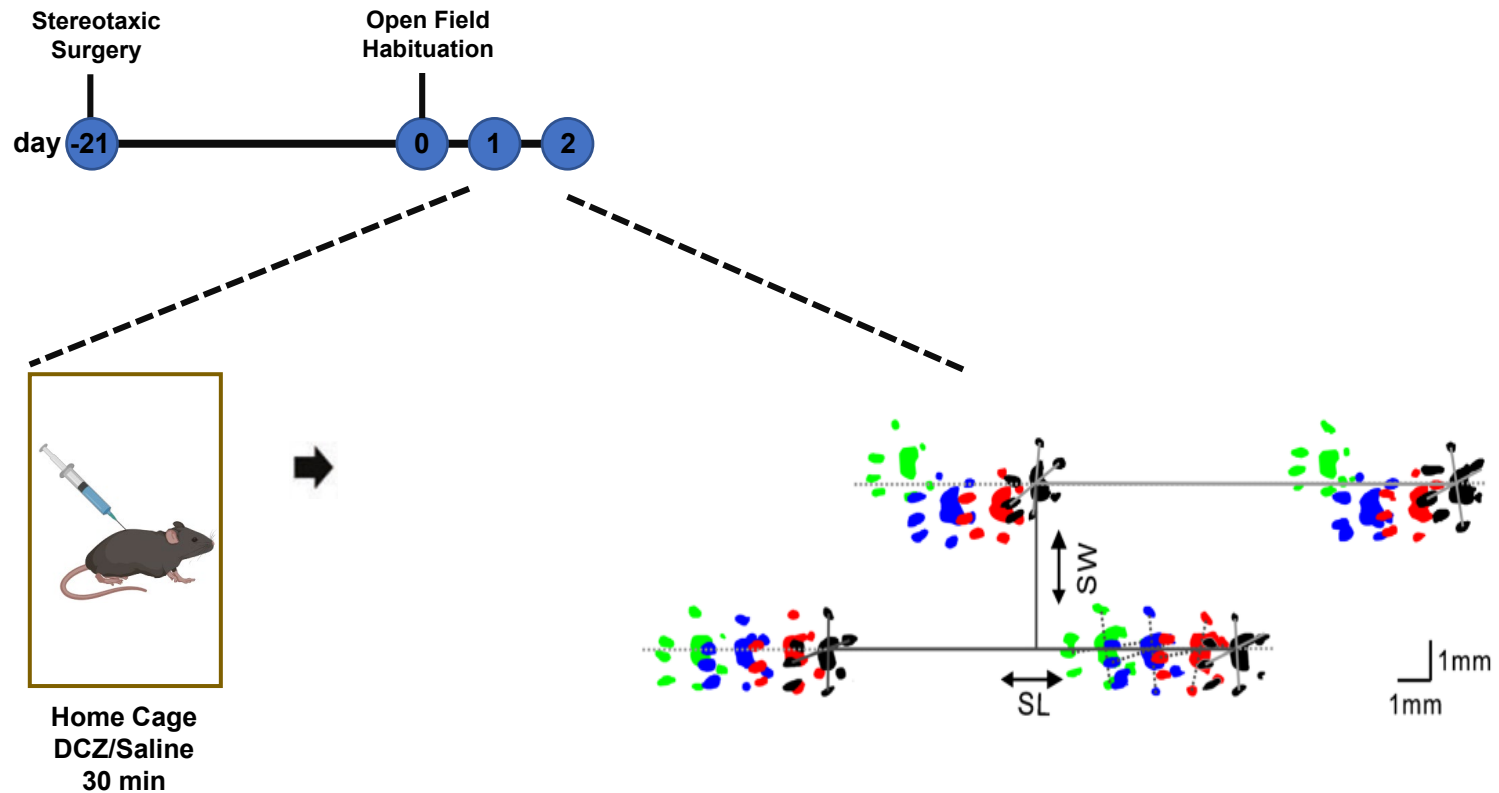 Stereotaxic
Surgery
Open Field
Habituation
day -21 0 1 2
SW
SL
1mm
1mm
Home Cage
DCZ/Saline
30 min